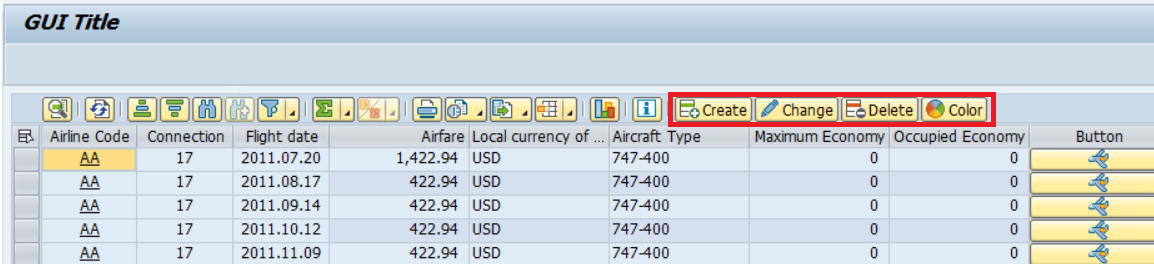 GUI Title
Create Change Delete Color
Airline Code Connection Flight date Airfare Local currency of ... Aircraft Type Maximum Economy Occupied Economy Button
AA 17 2011.07.20 1,422.94 USD 747-400 0 0
AA 17 2011.08.17 422.94 USD 747-400 0 0
AA 17 2011.09.14 422.94 USD 747-400 0 0
AA 17 2011.10.12 422.94 USD 747-400 0 0
AA 17 2011.11.09 422.94 USD 747-400 0 0